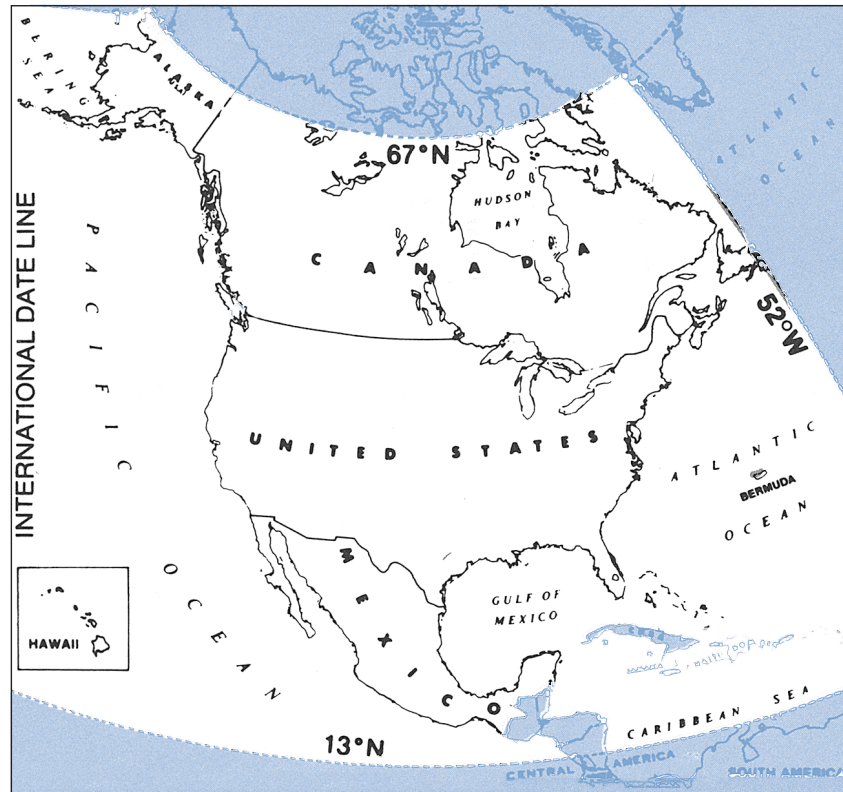 BERING
SEA
ALASKA
ATLANTIC
OCEAN
67°N
HUDSON
BAY
CANADA
INTERNATIONAL DATE LINE
PACIFIC
OCEAN
52°W
UNITED STATES
ATLANTIC
OCEAN
BERMUDA
MEXICO
GULF OF
MEXICO
HAWAII
CUBA
CARIBBEAN SEA
13°N
CENTRAL AMERICA
SOUTH AMERICA